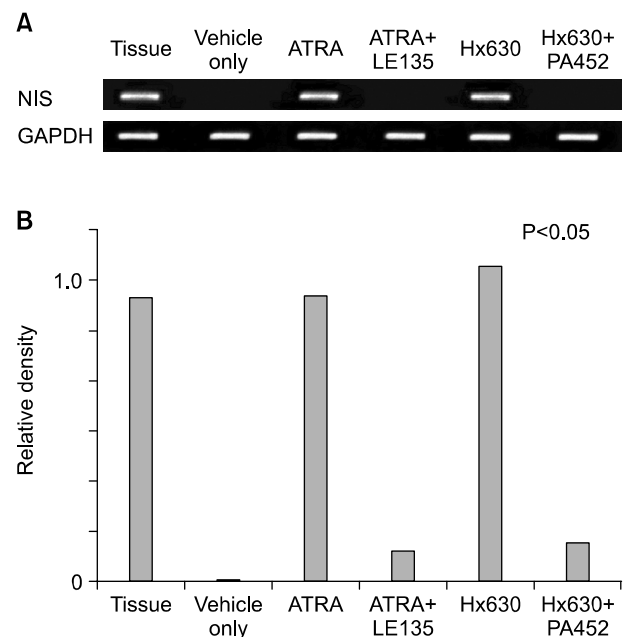 A
Tissue Vehicle only ATRA ATRA+ LE135 Hx630 Hx630+ PA452
NIS
GAPDH
B
P<0.05
1.0
Relative density
0
Tissue Vehicle only ATRA ATRA+ LE135 Hx630 Hx630+ PA452